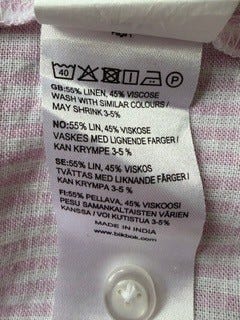 40
P
GB:55% LINEN, 45% VISCOSE
WASH WITH SIMILAR COLOURS /
MAY SHRINK 3-5%
NO:55% LIN, 45% VISKOSE
VASKES MED LIGNENDE FARGER /
KAN KRYMPE 3-5 %
SE:55% LIN, 45% VISKOS
TVÄTTAS MED LIKNANDE FÄRGER /
KAN KRYMPA 3-5%
FI:55% PELLAVA, 45% VISKOOSI
PESU SAMANKALTAISTEN VÄRIEN
KANSSA / VOI KUTISTUA 3-5%
MADE IN INDIA
www.bikbok.com